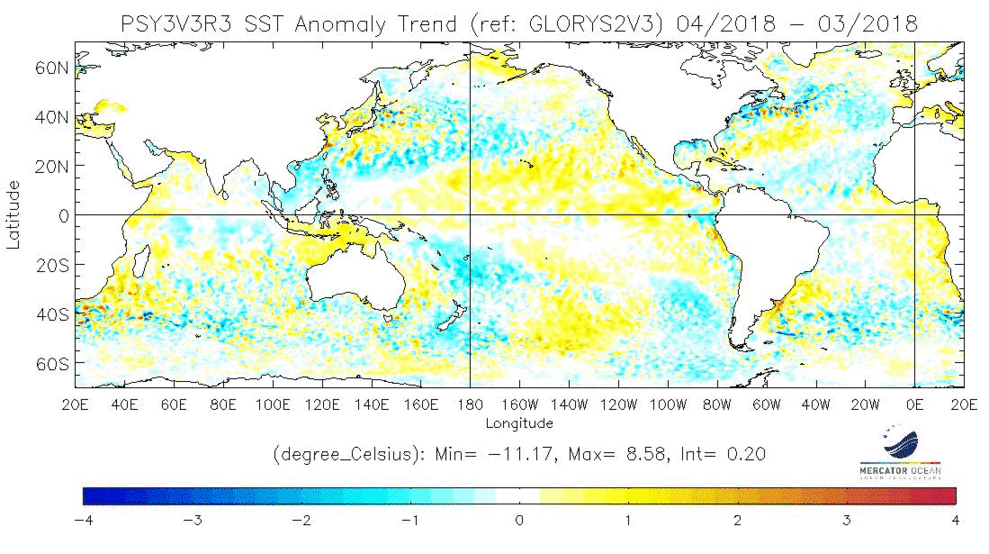 PSY3V3R3 SST Anomaly Trend (ref: GLORYS2V3) 04/2018 − 03/2018
60N
40N
20N
0
20S
40S
60S
Latitude
20E 40E 60E 80E 100E 120E 140E 160E 180 160W 140W 120W 100W 80W 60W 40W 20W 0E 20E
Longitude
(degree_Celsius): Min= −11.17, Max= 8.58, Int= 0.20
MERCATOR OCEAN
−4 −3 −2 −1 0 1 2 3 4